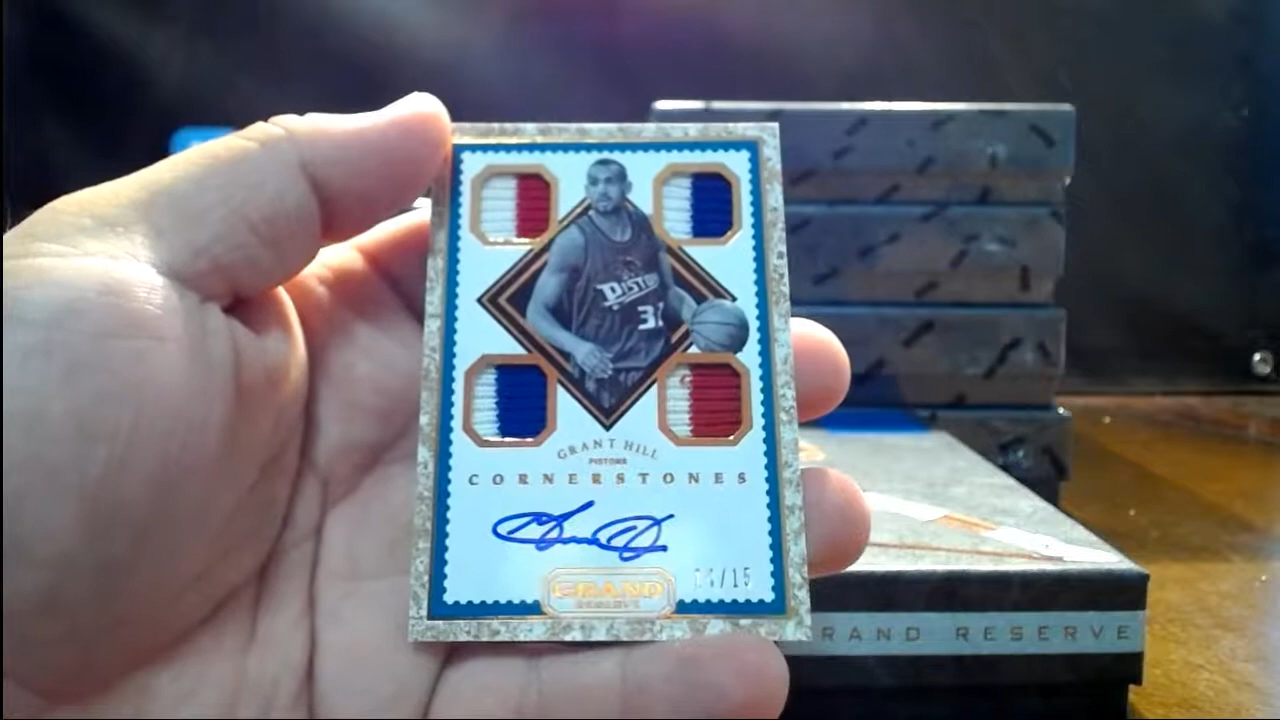 PISTONS
GRANT HILL
PISTONS
CORNERSTONES
GRAND
RESERVE
/15
RAND RESERVE